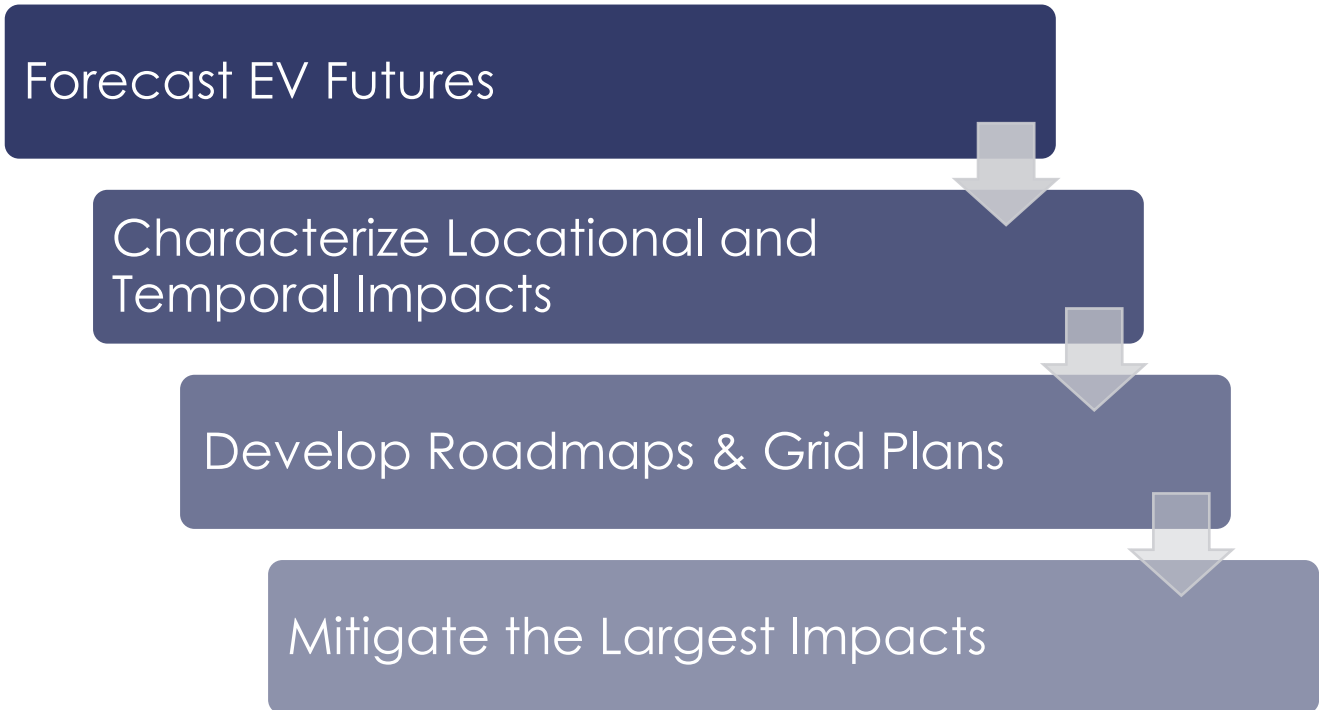 Forecast EV Futures
Characterize Locational and
Temporal Impacts
Develop Roadmaps & Grid Plans
Mitigate the Largest Impacts